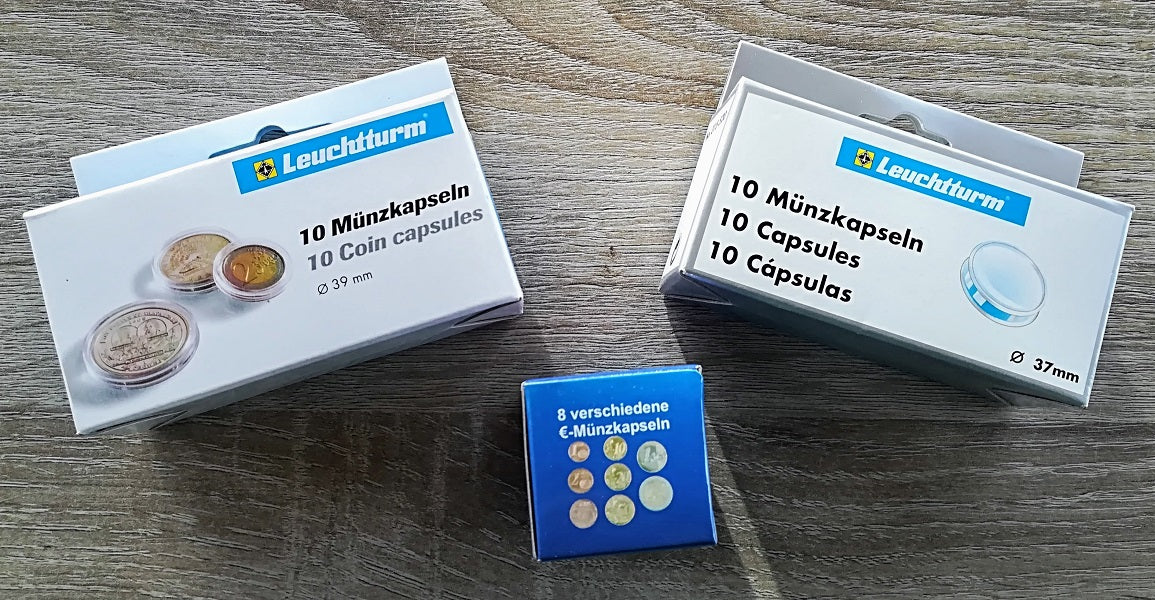 Leuchtturm®
10 Münzkapseln
10 Coin capsules
Ø 39 mm
Leuchtturm®
10 Münzkapseln
10 Capsules
10 Cápsulas
Ø 37mm
8 verschiedene
€-Münzkapseln